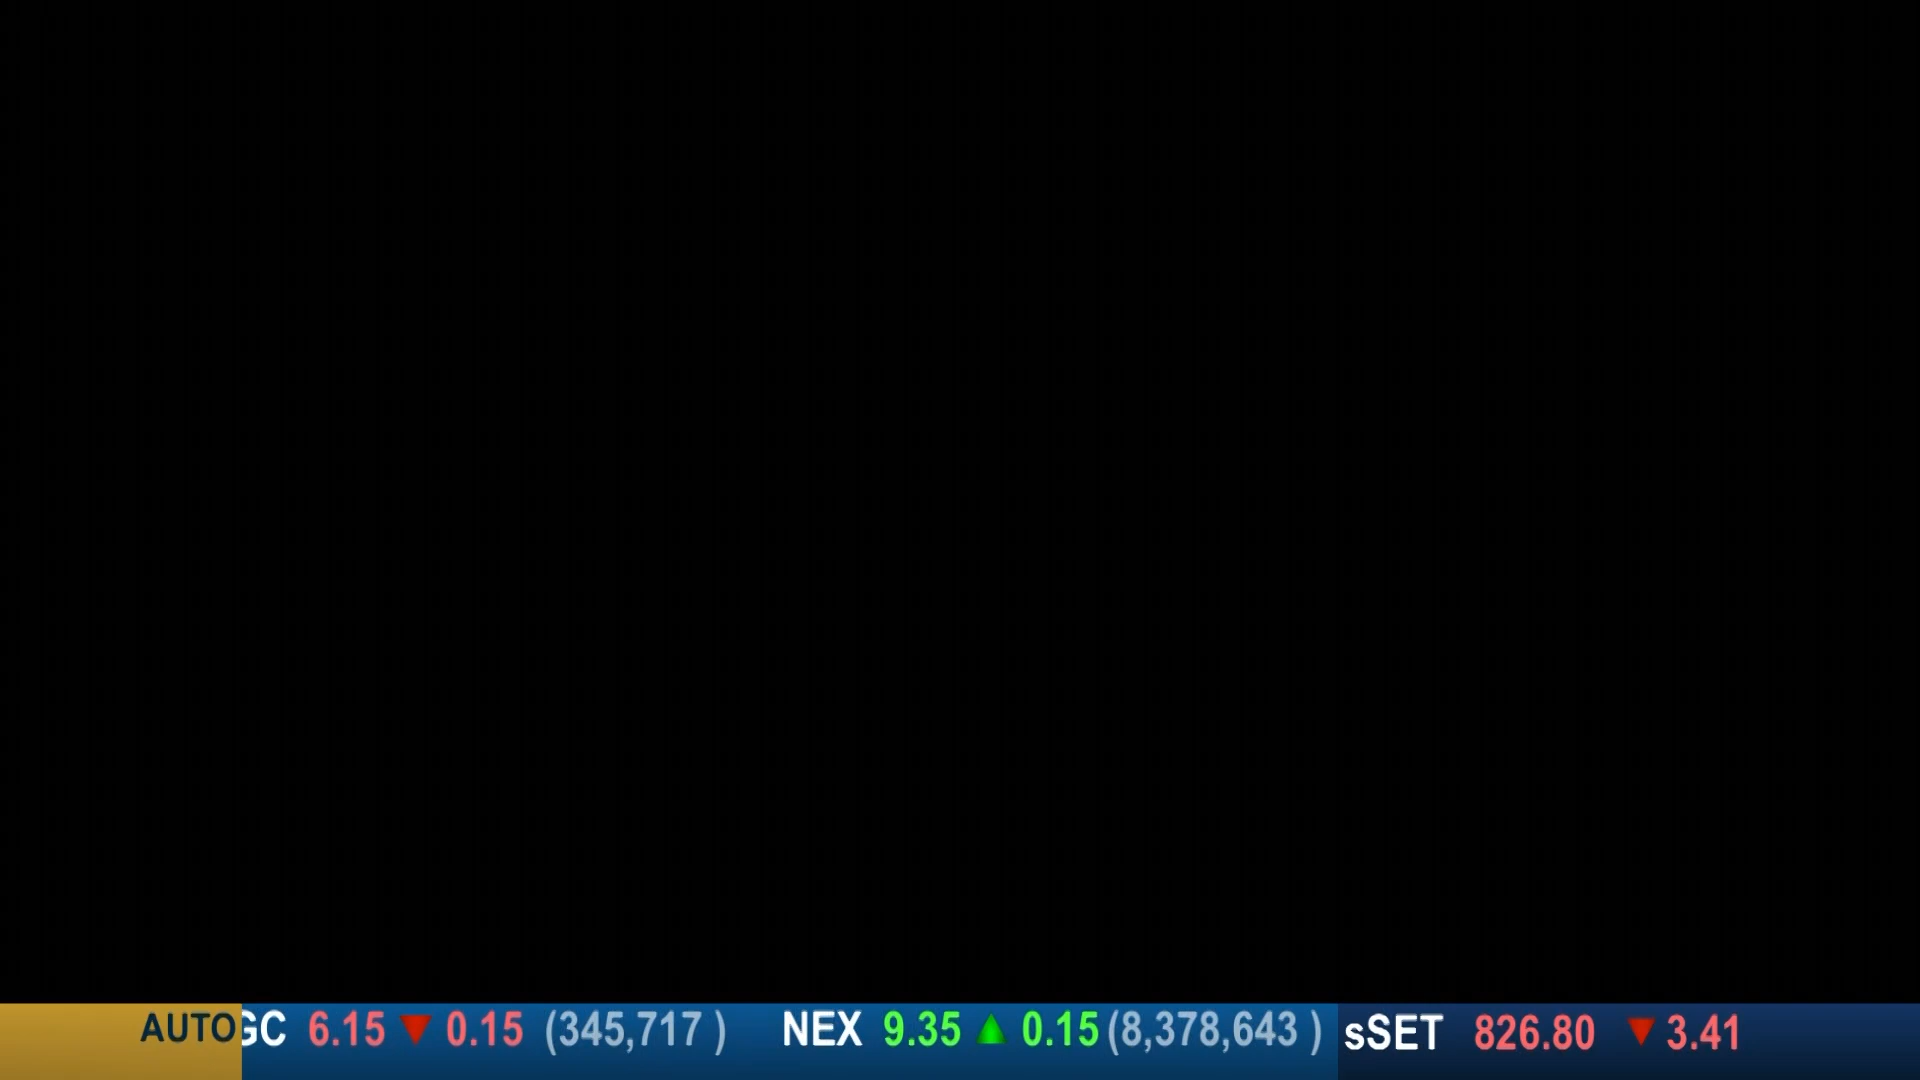 AUTO GC 6.15 ▼ 0.15 (345,717 ) NEX 9.35 ▲ 0.15 (8,378,643 ) sSET 826.80 ▼ 3.41